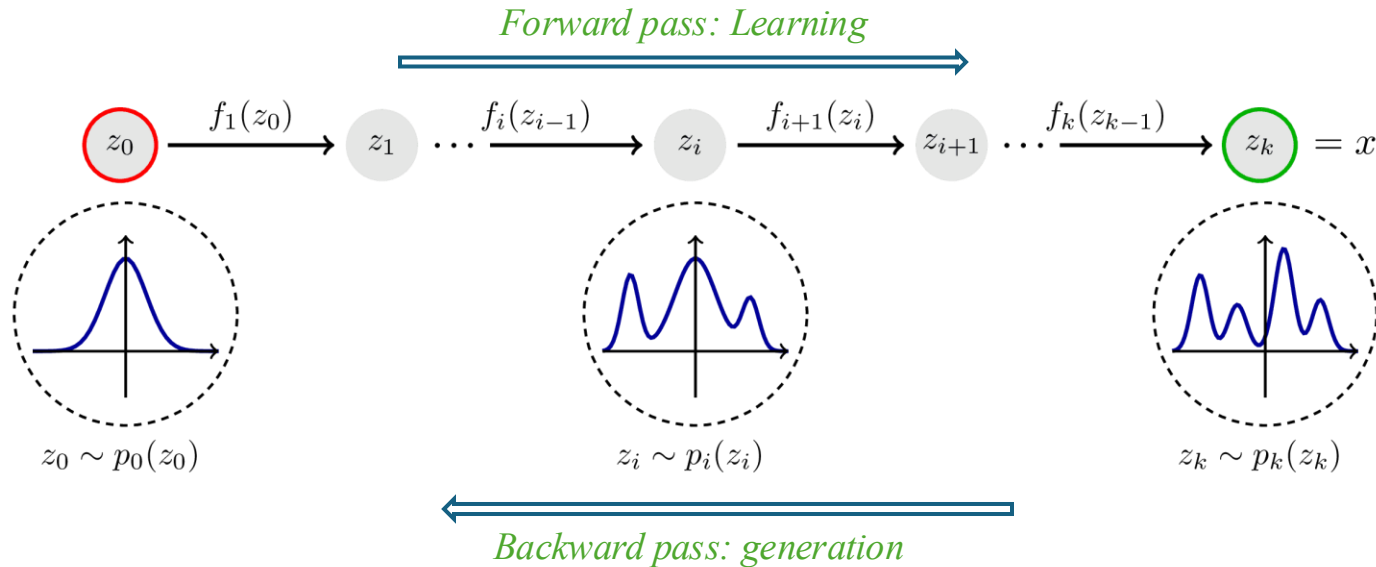 Forward pass: Learning
f₁(z₀) fᵢ(zᵢ₋₁) fᵢ₊₁(zᵢ) fₖ(zₖ₋₁)
z₀ z₁ ··· zᵢ zᵢ₊₁ ··· zₖ = x
z₀ ∼ p₀(z₀) zᵢ ∼ pᵢ(zᵢ) zₖ ∼ pₖ(zₖ)
Backward pass: generation